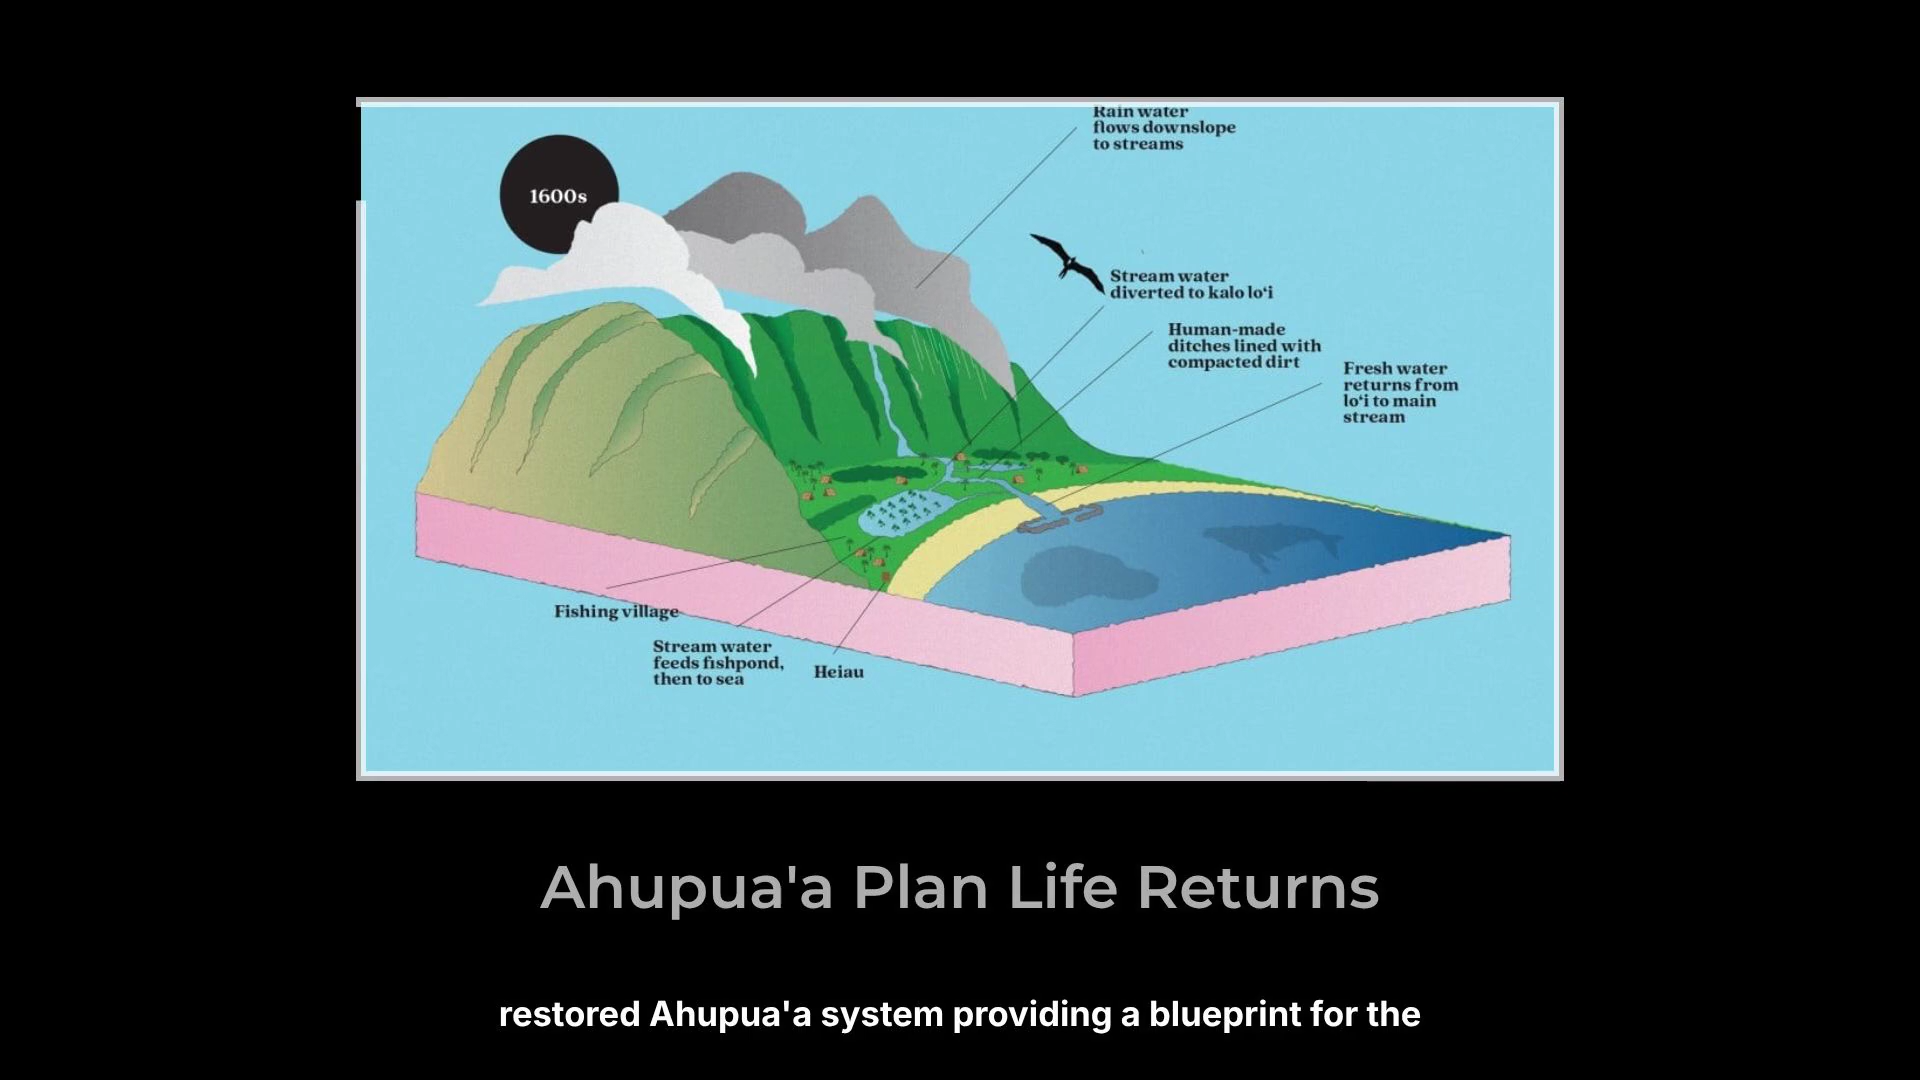 Rain water
flows downslope
to streams
1600s
Stream water
diverted to kalo loʻi
Human-made
ditches lined with
compacted dirt
Fresh water
returns from
loʻi to main
stream
Fishing village
Stream water
feeds fishpond,
then to sea
Heiau
Ahupua'a Plan Life Returns
restored Ahupua'a system providing a blueprint for the